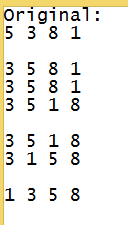 Original:
5 3 8 1
3 5 8 1
3 5 8 1
3 5 1 8
3 5 1 8
3 1 5 8
1 3 5 8